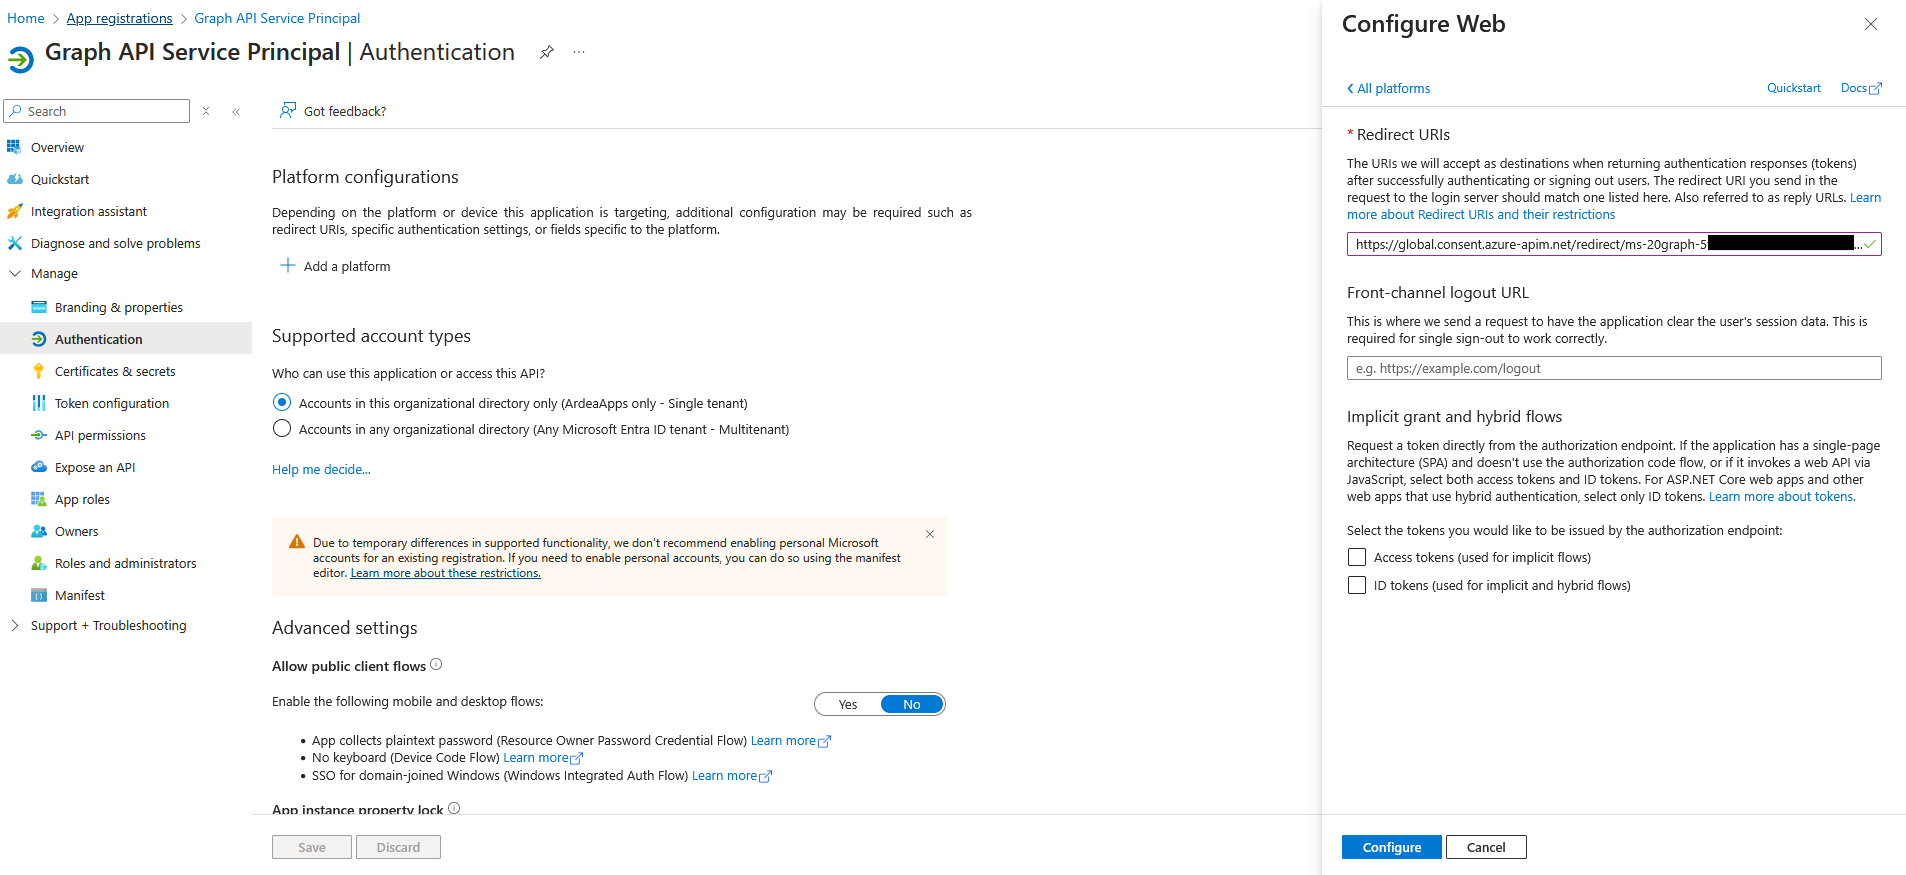 Home > App registrations > Graph API Service Principal
Graph API Service Principal | Authentication
Search
Overview
Quickstart
Integration assistant
Diagnose and solve problems
Manage
Branding & properties
Authentication
Certificates & secrets
Token configuration
API permissions
Expose an API
App roles
Owners
Roles and administrators
Manifest
Support + Troubleshooting
Got feedback?
Platform configurations
Depending on the platform or device this application is targeting, additional configuration may be required such as
redirect URIs, specific authentication settings, or fields specific to the platform.
Add a platform
Supported account types
Who can use this application or access this API?
Accounts in this organizational directory only (ArdeaApps only - Single tenant)
Accounts in any organizational directory (Any Microsoft Entra ID tenant - Multitenant)
Help me decide...
Due to temporary differences in supported functionality, we don't recommend enabling personal Microsoft
accounts for an existing registration. If you need to enable personal accounts, you can do so using the manifest
editor. Learn more about these restrictions.
Advanced settings
Allow public client flows
Enable the following mobile and desktop flows:
Yes No
• App collects plaintext password (Resource Owner Password Credential Flow) Learn more
• No keyboard (Device Code Flow) Learn more
• SSO for domain-joined Windows (Windows Integrated Auth Flow) Learn more
App instance property lock
Save Discard
Configure Web
All platforms
Quickstart Docs
* Redirect URIs
The URIs we will accept as destinations when returning authentication responses (tokens)
after successfully authenticating or signing out users. The redirect URI you send in the
request to the login server should match one listed here. Also referred to as reply URLs. Learn
more about Redirect URIs and their restrictions
https://global.consent.azure-apim.net/redirect/ms-20graph-5 ...
Front-channel logout URL
This is where we send a request to have the application clear the user's session data. This is
required for single sign-out to work correctly.
e.g. https://example.com/logout
Implicit grant and hybrid flows
Request a token directly from the authorization endpoint. If the application has a single-page
architecture (SPA) and doesn't use the authorization code flow, or if it invokes a web API via
JavaScript, select both access tokens and ID tokens. For ASP.NET Core web apps and other
web apps that use hybrid authentication, select only ID tokens. Learn more about tokens.
Select the tokens you would like to be issued by the authorization endpoint:
Access tokens (used for implicit flows)
ID tokens (used for implicit and hybrid flows)
Configure Cancel